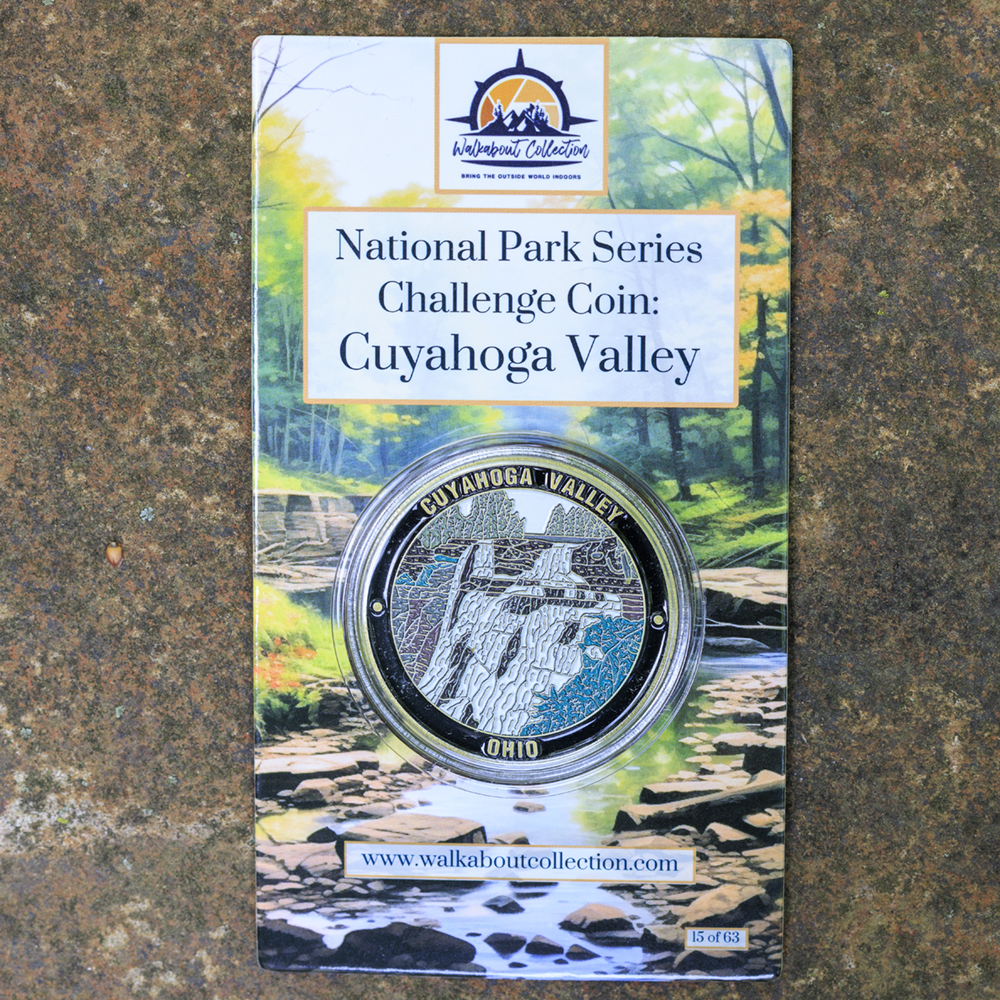 Walkabout Collection
BRING THE OUTSIDE WORLD INDOORS
National Park Series
Challenge Coin:
Cuyahoga Valley
CUYAHOGA VALLEY
OHIO
www.walkaboutcollection.com
15 of 63